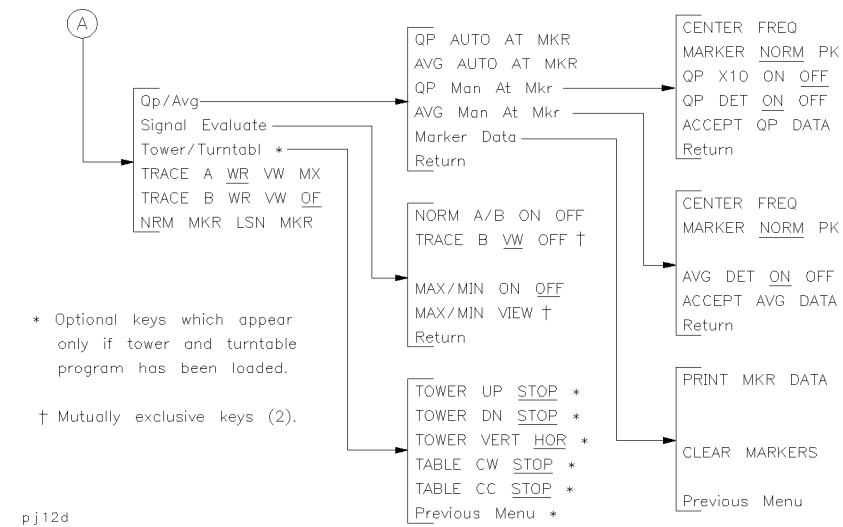 A
Qp/Avg
Signal Evaluate
Tower/Turntabl *
TRACE A WR VW MX
TRACE B WR VW OF
NRM MKR LSN MKR
QP AUTO AT MKR
AVG AUTO AT MKR
QP Man At Mkr
AVG Man At Mkr
Marker Data
Return
NORM A/B ON OFF
TRACE B VW OFF †
MAX/MIN ON OFF
MAX/MIN VIEW †
Return
TOWER UP STOP *
TOWER DN STOP *
TOWER VERT HOR *
TABLE CW STOP *
TABLE CC STOP *
Previous Menu *
CENTER FREQ
MARKER NORM PK
QP X10 ON OFF
QP DET ON OFF
ACCEPT QP DATA
Return
CENTER FREQ
MARKER NORM PK
AVG DET ON OFF
ACCEPT AVG DATA
Return
PRINT MKR DATA
CLEAR MARKERS
Previous Menu
* Optional keys which appear
only if tower and turntable
program has been loaded.
† Mutually exclusive keys (2).
pj12d